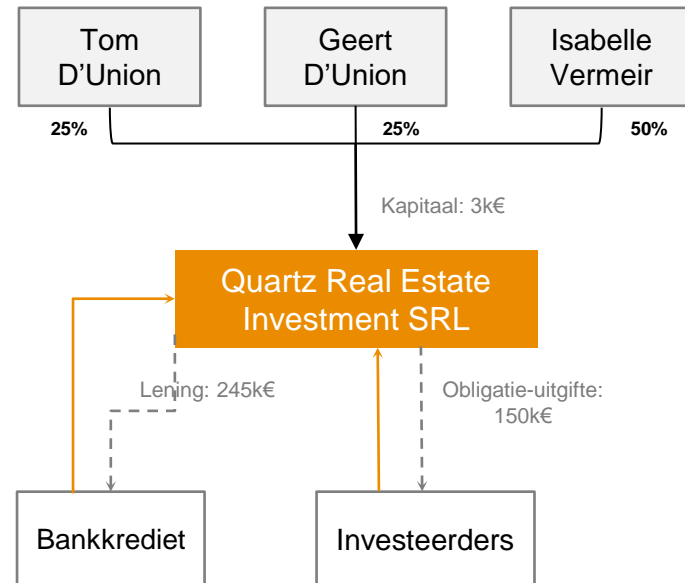 Tom
D’Union
Geert
D’Union
Isabelle
Vermeir
25%
25%
50%
Kapitaal: 3k€
Quartz Real Estate
Investment SRL
Lening: 245k€
Obligatie-uitgifte:
150k€
Bankkrediet
Investeerders